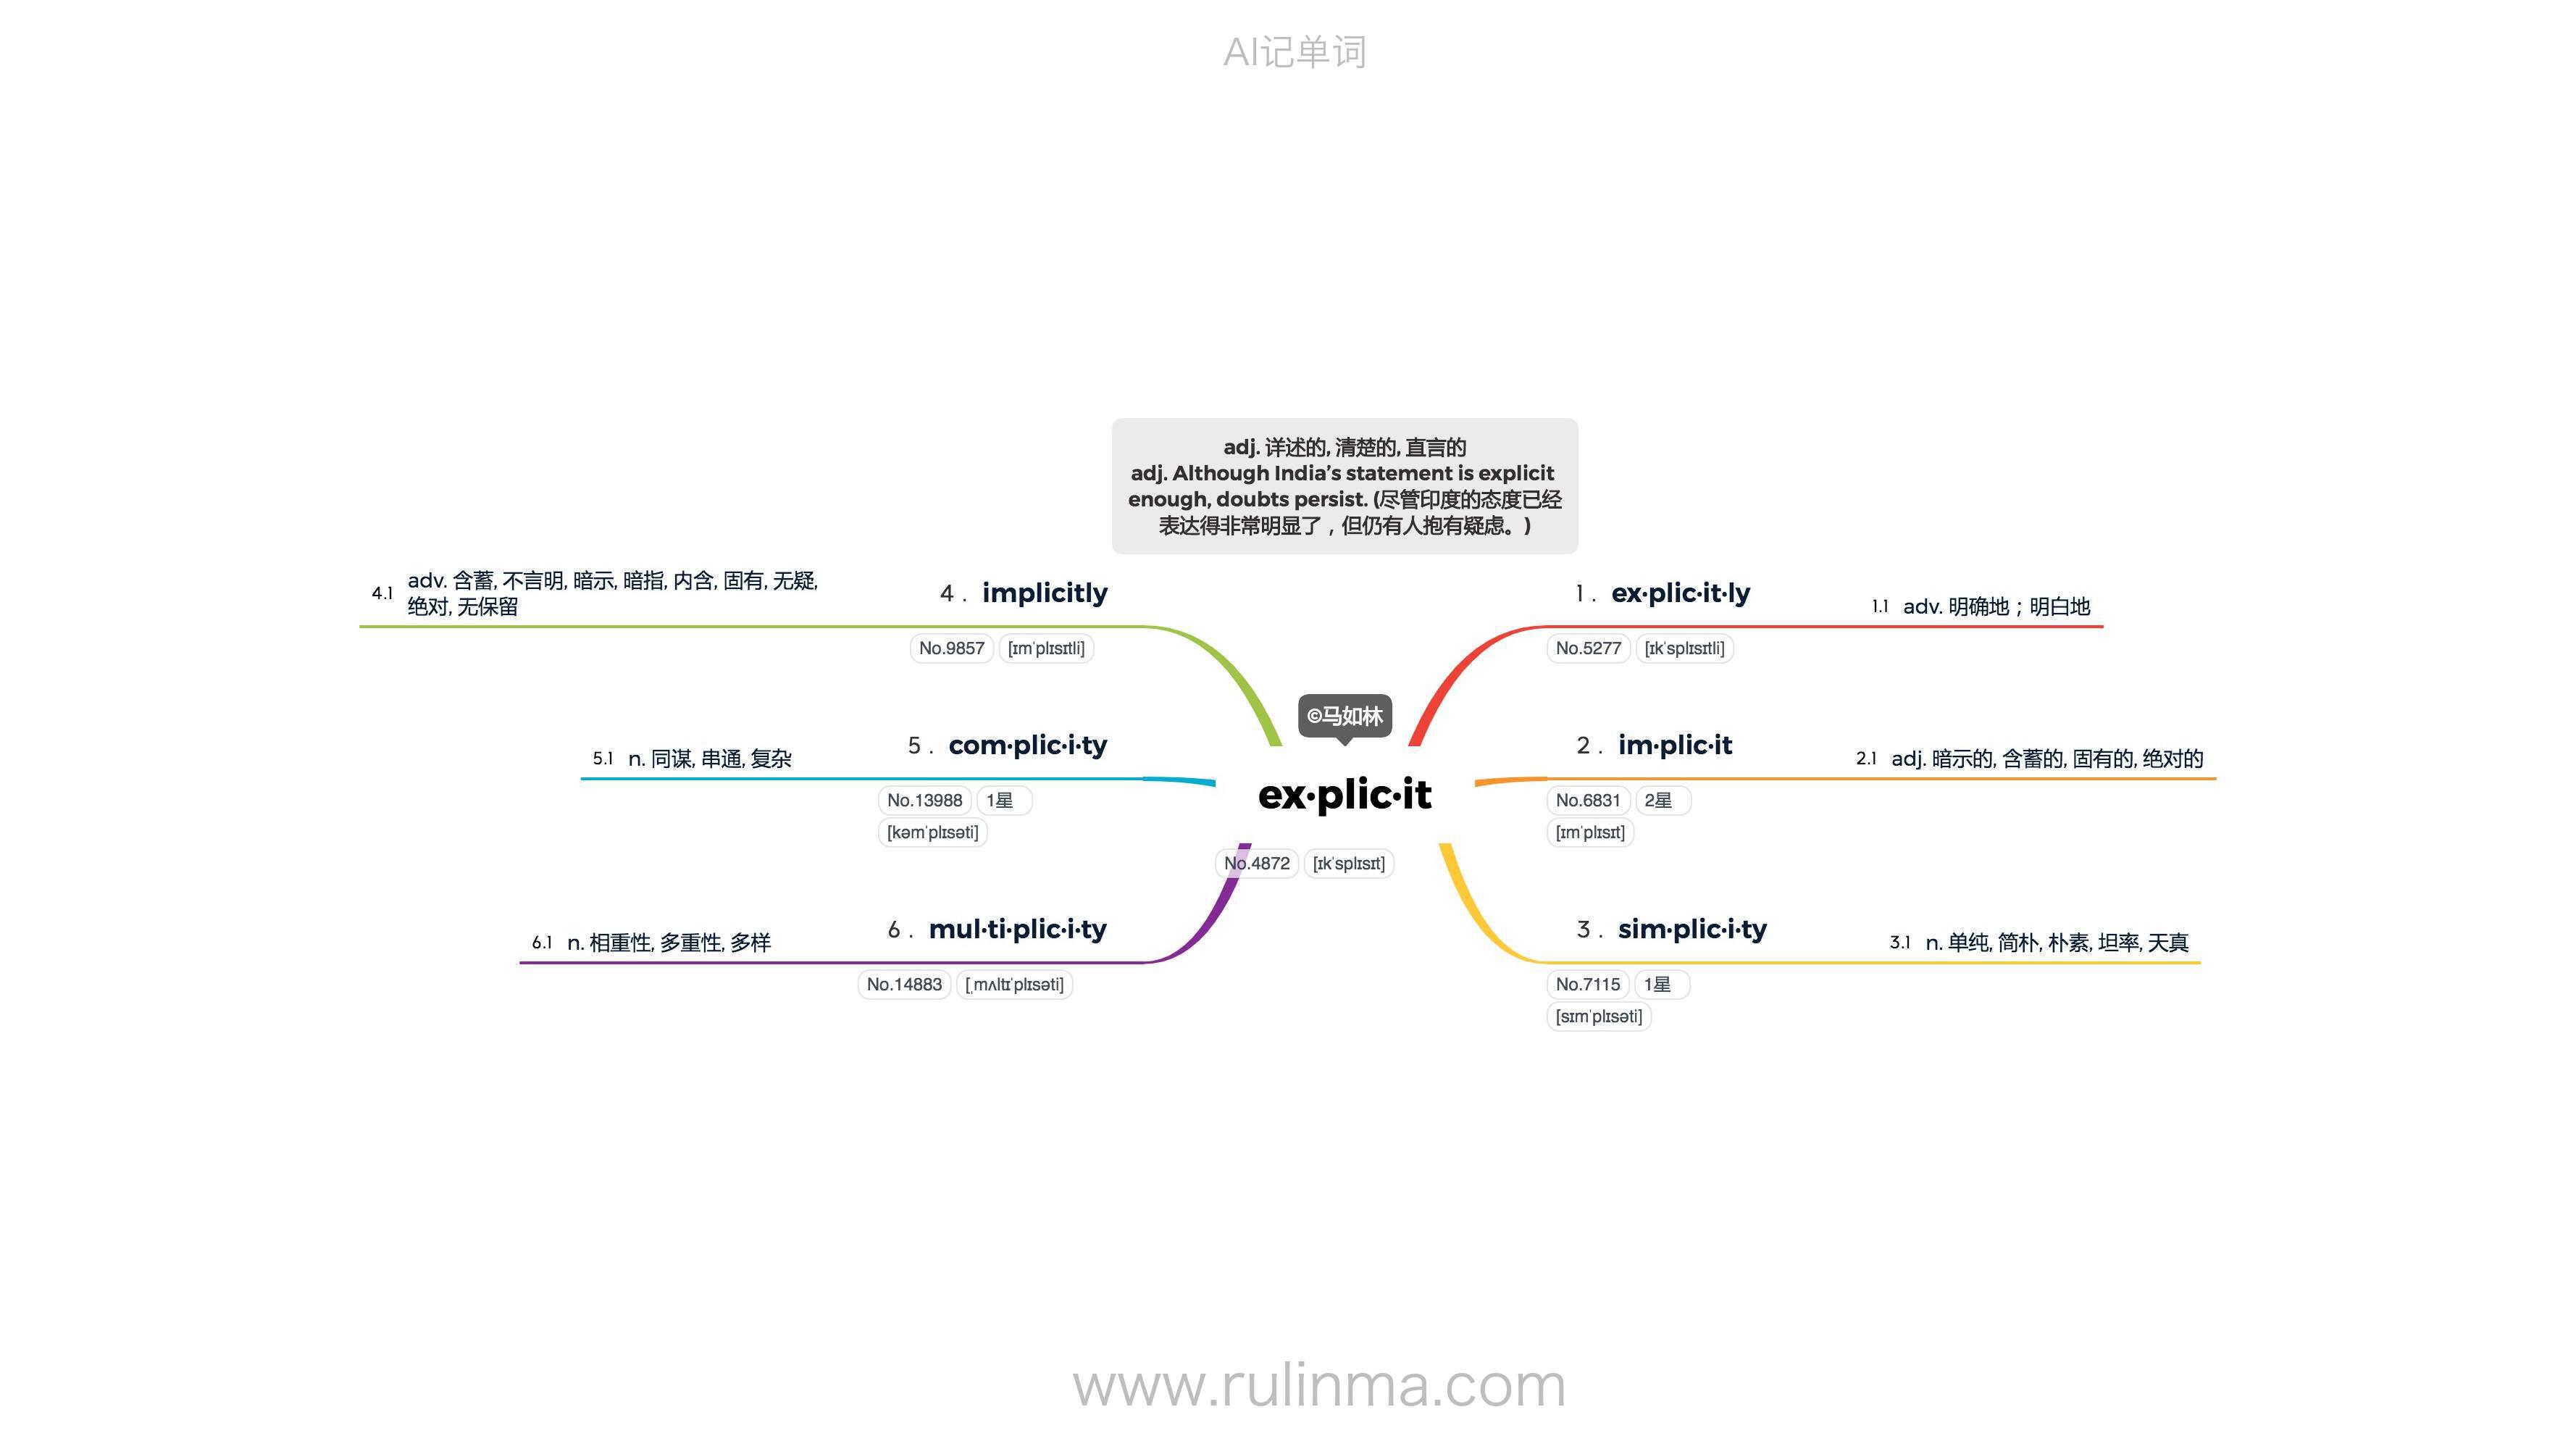 AI记单词
adj. 详述的, 清楚的, 直言的
adj. Although India’s statement is explicit
enough, doubts persist. (尽管印度的态度已经
表达得非常明显了，但仍有人抱有疑虑。)
©马如林
ex·plic·it
No.4872 [ɪkˈsplɪsɪt]
1 . ex·plic·it·ly
No.5277 [ɪkˈsplɪsɪtli]
1.1 adv. 明确地；明白地
2 . im·plic·it
No.6831 2星
[ɪmˈplɪsɪt]
2.1 adj. 暗示的, 含蓄的, 固有的, 绝对的
3 . sim·plic·i·ty
No.7115 1星
[sɪmˈplɪsəti]
3.1 n. 单纯, 简朴, 朴素, 坦率, 天真
4 . implicitly
No.9857 [ɪmˈplɪsɪtli]
4.1 adv. 含蓄, 不言明, 暗示, 暗指, 内含, 固有, 无疑,
绝对, 无保留
5 . com·plic·i·ty
No.13988 1星
[kəmˈplɪsəti]
5.1 n. 同谋, 串通, 复杂
6 . mul·ti·plic·i·ty
No.14883 [ˌmʌltɪˈplɪsəti]
6.1 n. 相重性, 多重性, 多样
www.rulinma.com